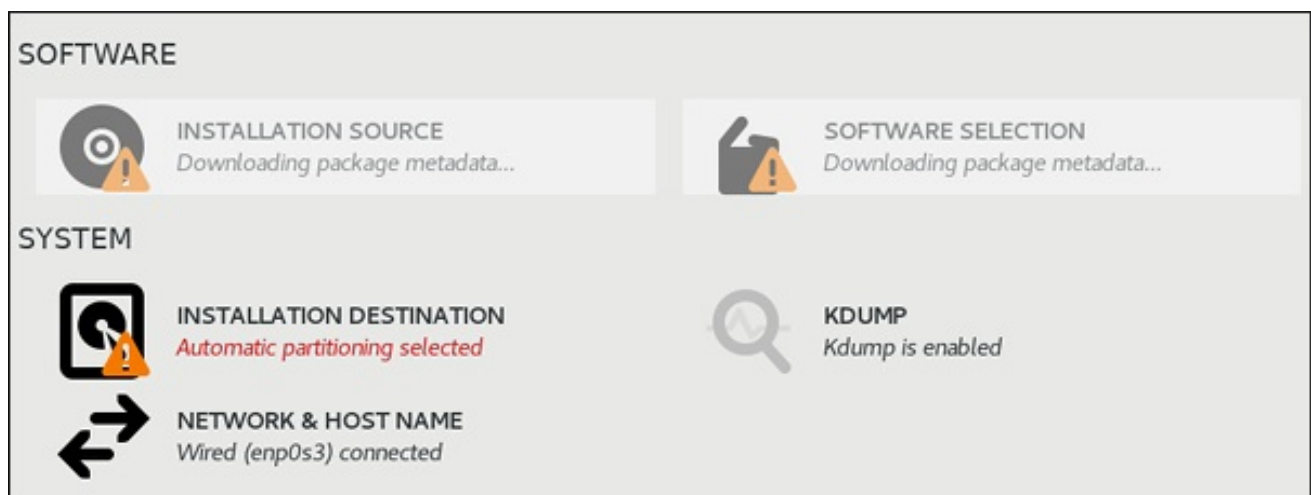 SOFTWARE
INSTALLATION SOURCE
Downloading package metadata...
SOFTWARE SELECTION
Downloading package metadata...
SYSTEM
INSTALLATION DESTINATION
Automatic partitioning selected
KDUMP
Kdump is enabled
NETWORK & HOST NAME
Wired (enp0s3) connected